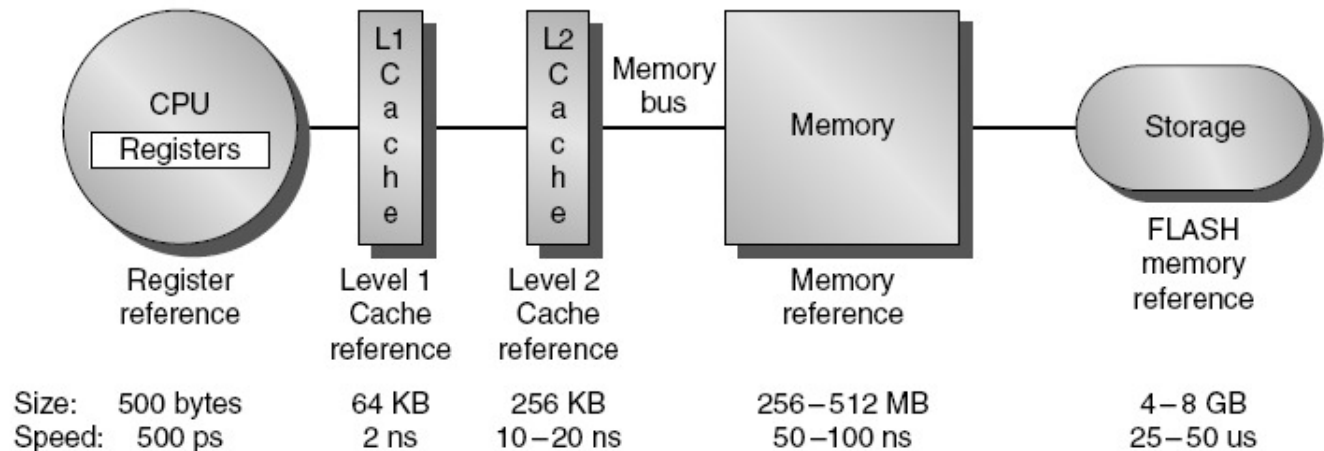 CPU
Registers
L1
C
a
c
h
e
L2
C
a
c
h
e
Memory
bus
Memory
Storage
Register
reference
Level 1
Cache
reference
Level 2
Cache
reference
Memory
reference
FLASH
memory
reference
Size: 500 bytes 64 KB 256 KB 256–512 MB 4–8 GB
Speed: 500 ps 2 ns 10–20 ns 50–100 ns 25–50 us